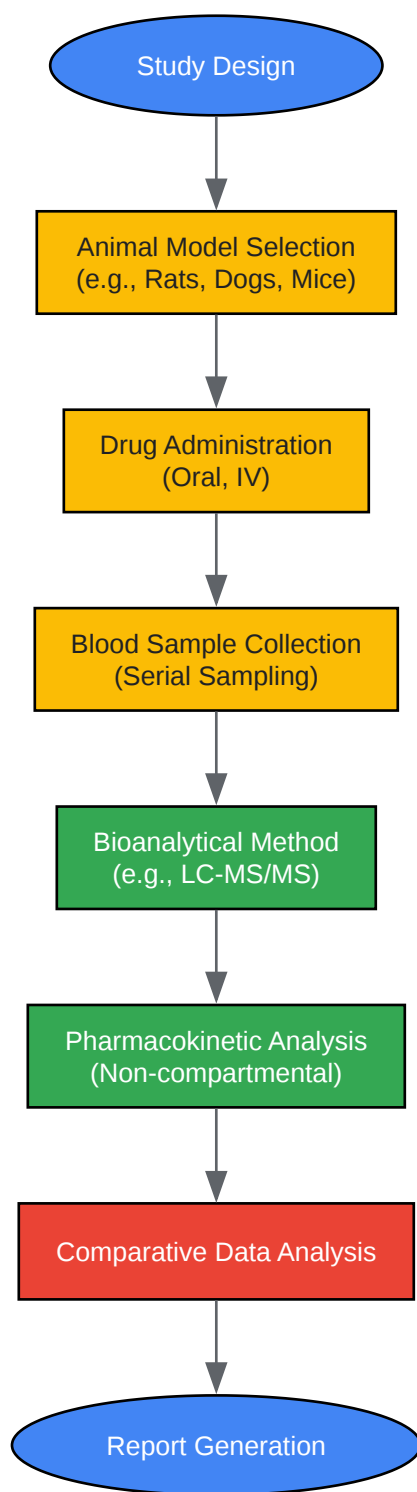 Study Design
Animal Model Selection
(e.g., Rats, Dogs, Mice)
Drug Administration
(Oral, IV)
Blood Sample Collection
(Serial Sampling)
Bioanalytical Method
(e.g., LC-MS/MS)
Pharmacokinetic Analysis
(Non-compartmental)
Comparative Data Analysis
Report Generation